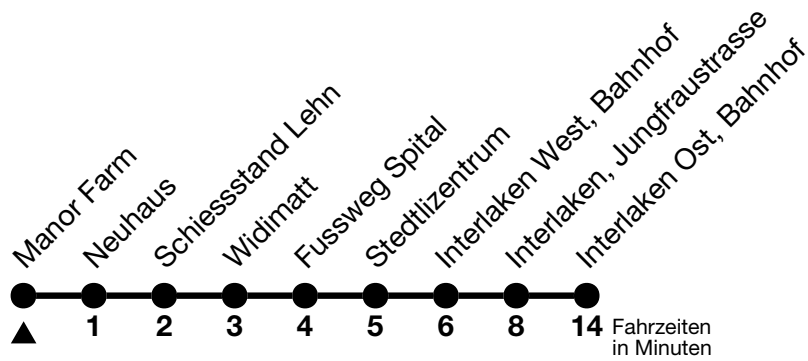 Manor Farm
Neuhaus
Schiessstand Lehn
Widimatt
Fussweg Spital
Stedtlizentrum
Interlaken West, Bahnhof
Interlaken, Jungfraustrasse
Interlaken Ost, Bahnhof
1 2 3 4 5 6 8 14 Fahrzeiten
in Minuten